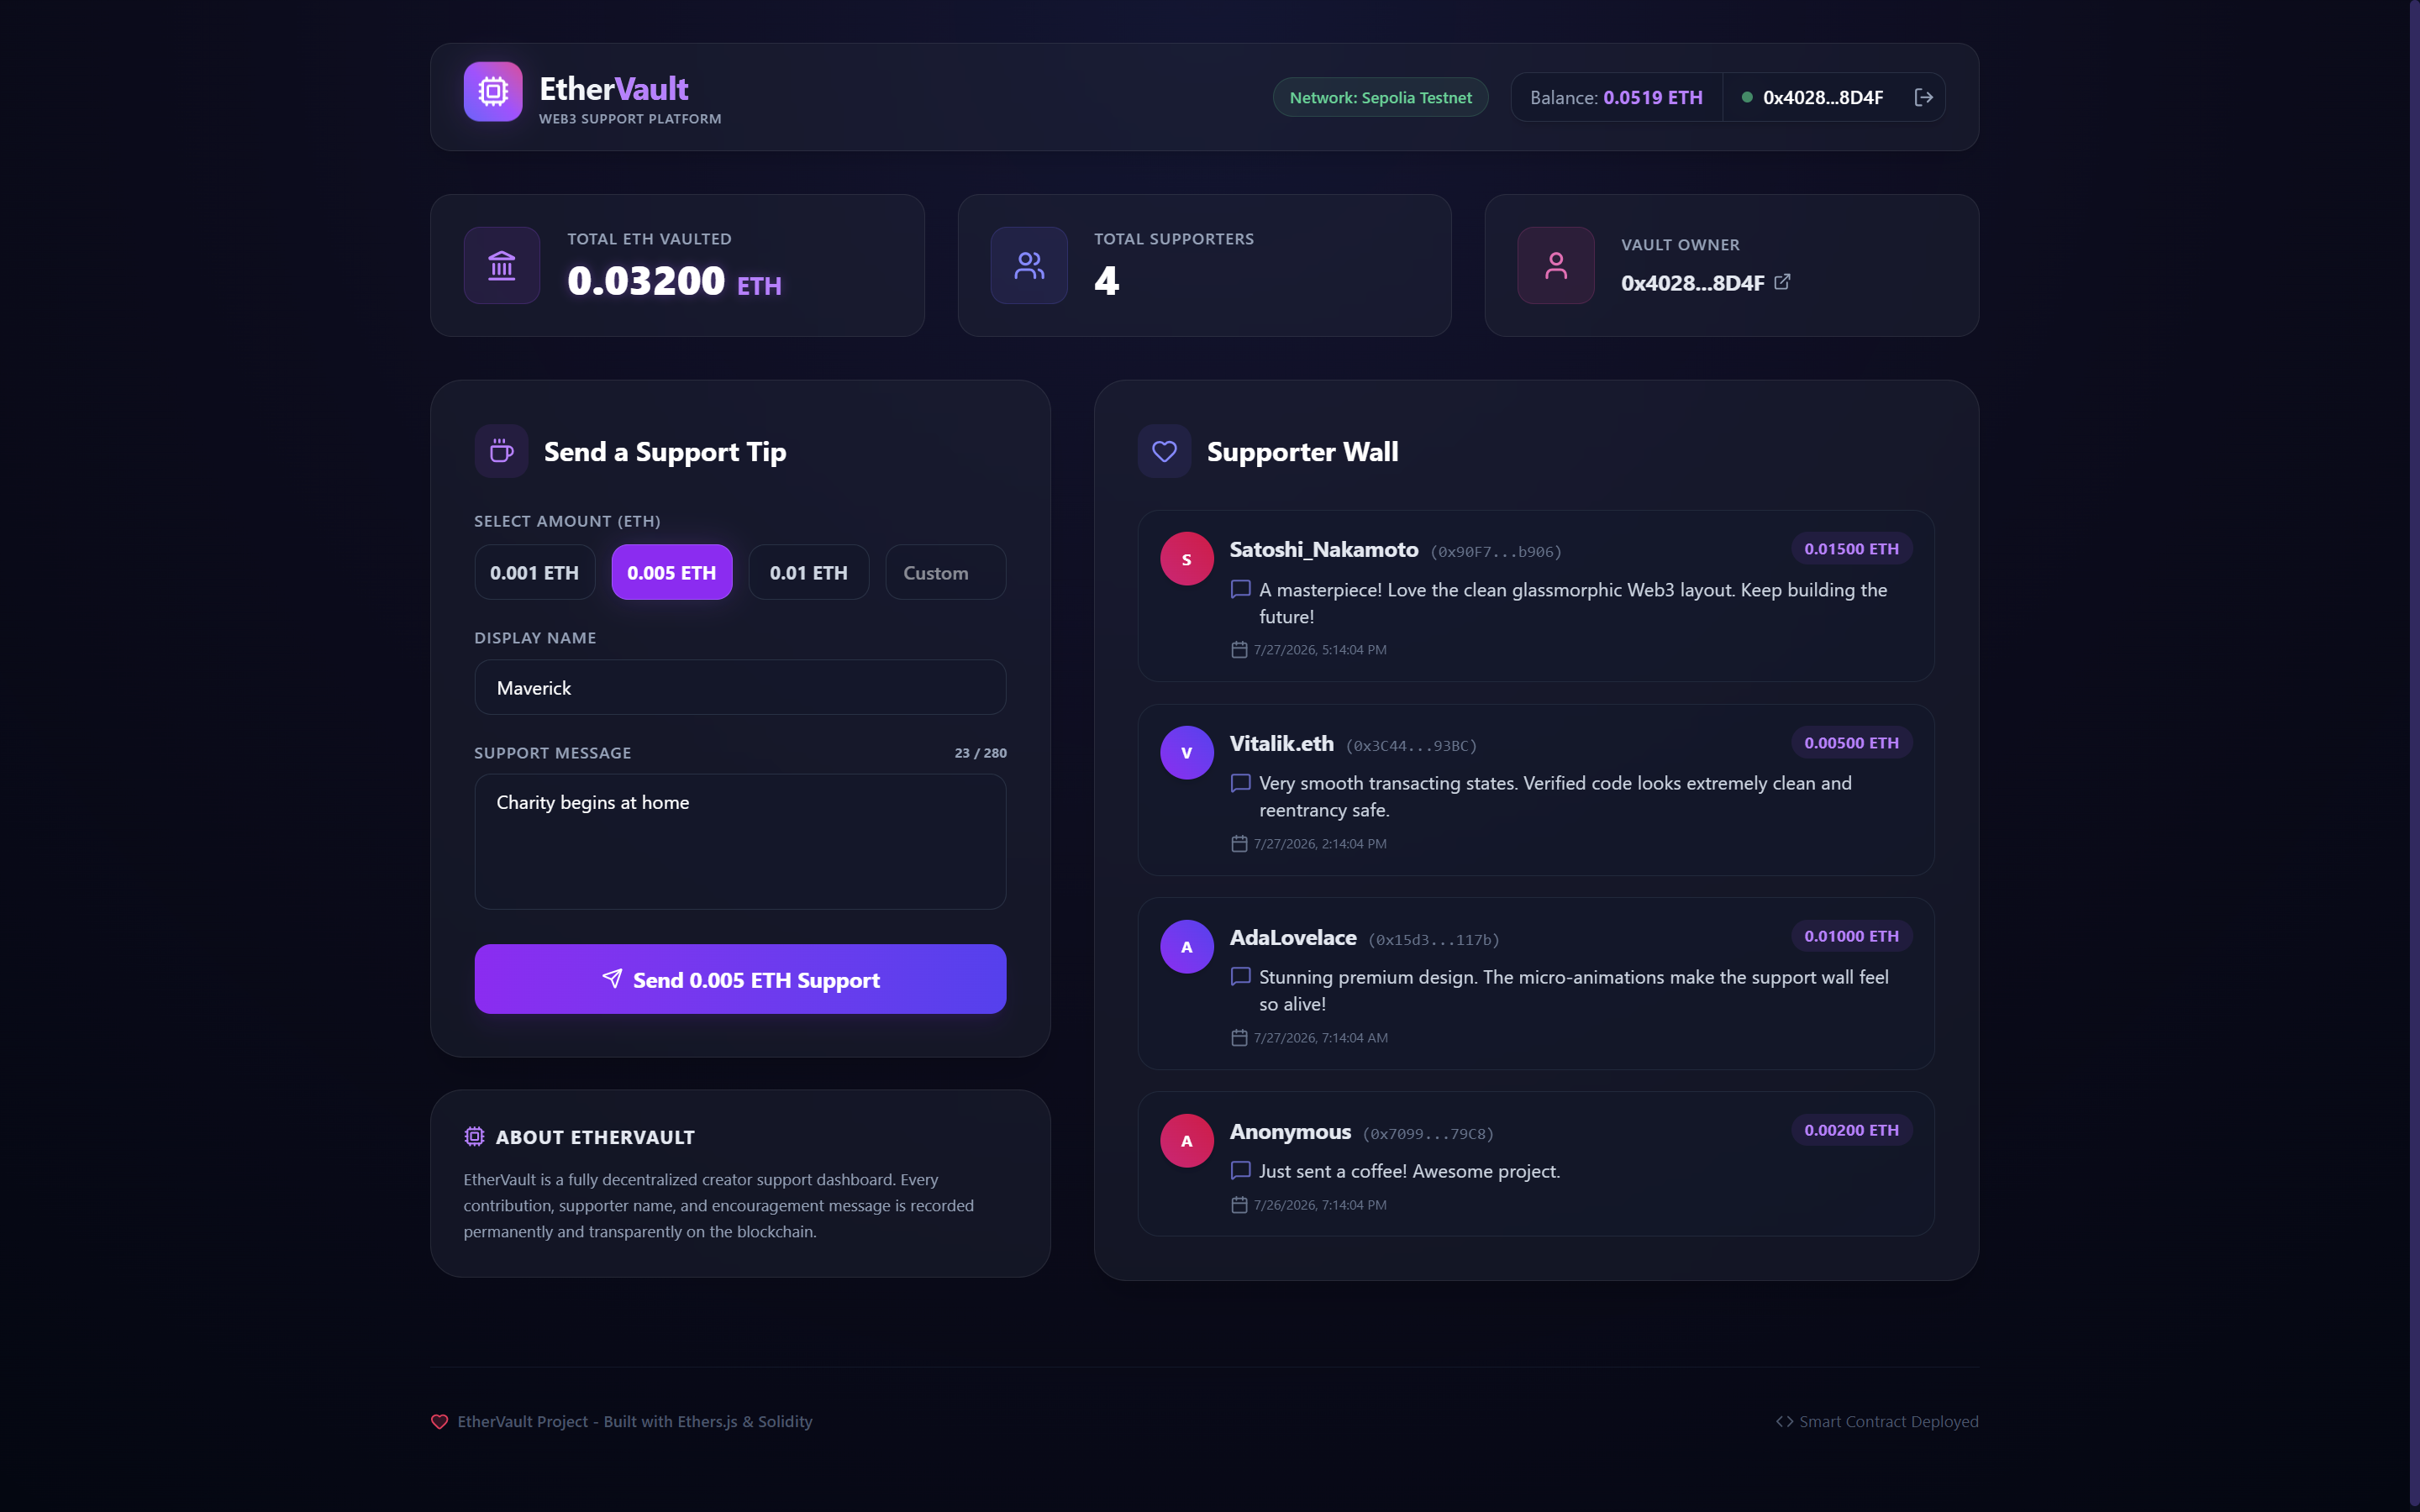 EtherVault
WEB3 SUPPORT PLATFORM
Network: Sepolia Testnet
Balance: 0.0519 ETH
0x4028...8D4F
TOTAL ETH VAULTED
0.03200 ETH
TOTAL SUPPORTERS
4
VAULT OWNER
0x4028...8D4F
Send a Support Tip
SELECT AMOUNT (ETH)
0.001 ETH
0.005 ETH
0.01 ETH
Custom
DISPLAY NAME
Maverick
SUPPORT MESSAGE
23 / 280
Charity begins at home
Send 0.005 ETH Support
ABOUT ETHERVAULT
EtherVault is a fully decentralized creator support dashboard. Every
contribution, supporter name, and encouragement message is recorded
permanently and transparently on the blockchain.
Supporter Wall
S
Satoshi_Nakamoto (0x90F7...b906)
0.01500 ETH
A masterpiece! Love the clean glassmorphic Web3 layout. Keep building the
future!
7/27/2026, 5:14:04 PM
V
Vitalik.eth (0x3C44...93BC)
0.00500 ETH
Very smooth transacting states. Verified code looks extremely clean and
reentrancy safe.
7/27/2026, 2:14:04 PM
A
AdaLovelace (0x15d3...117b)
0.01000 ETH
Stunning premium design. The micro-animations make the support wall feel
so alive!
7/27/2026, 7:14:04 AM
A
Anonymous (0x7099...79C8)
0.00200 ETH
Just sent a coffee! Awesome project.
7/26/2026, 7:14:04 PM
EtherVault Project - Built with Ethers.js & Solidity
Smart Contract Deployed